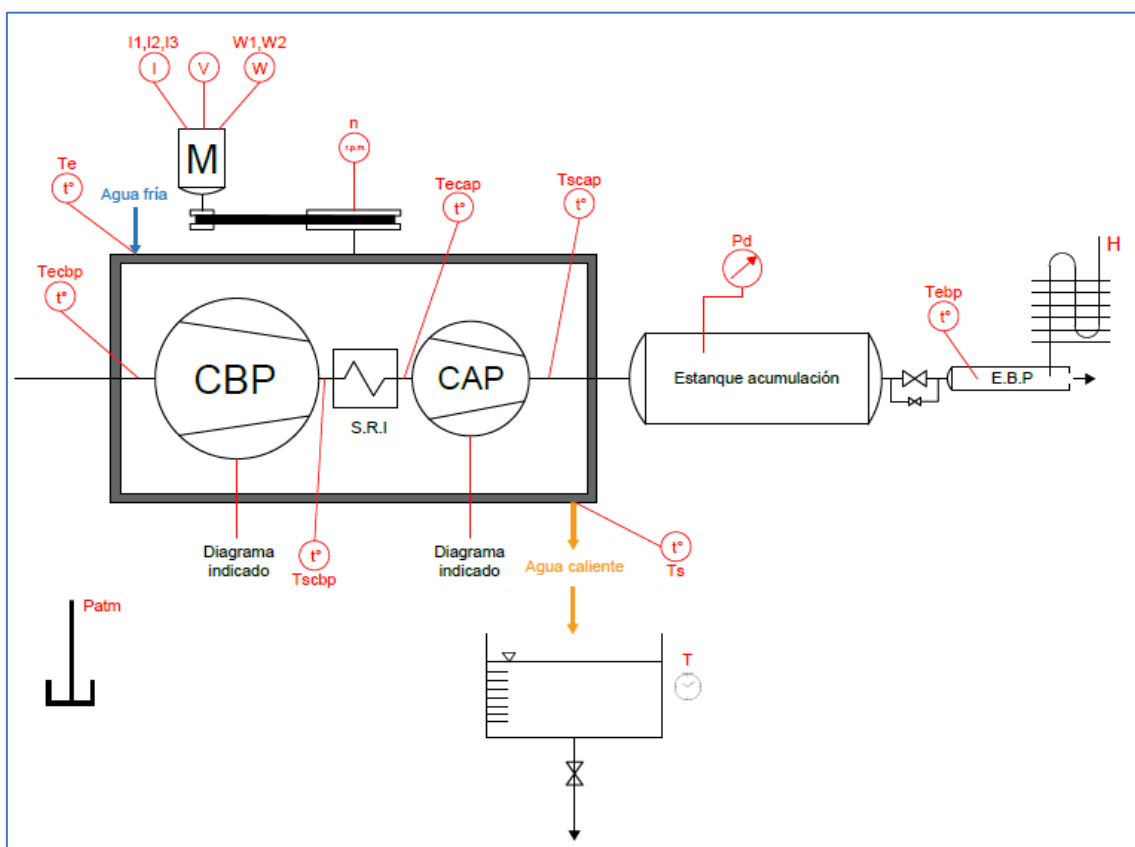 I1,I2,I3
W1,W2
I
V
W
M
n
r.p.m.
Te
t°
Agua fría
Tecap
t°
Tscap
t°
Tecbp
t°
Pd
H
Tebp
t°
CBP
CAP
S.R.I
Estanque acumulación
E.B.P
Diagrama
indicado
t°
Tscbp
Diagrama
indicado
Agua caliente
t°
Ts
Patm
T